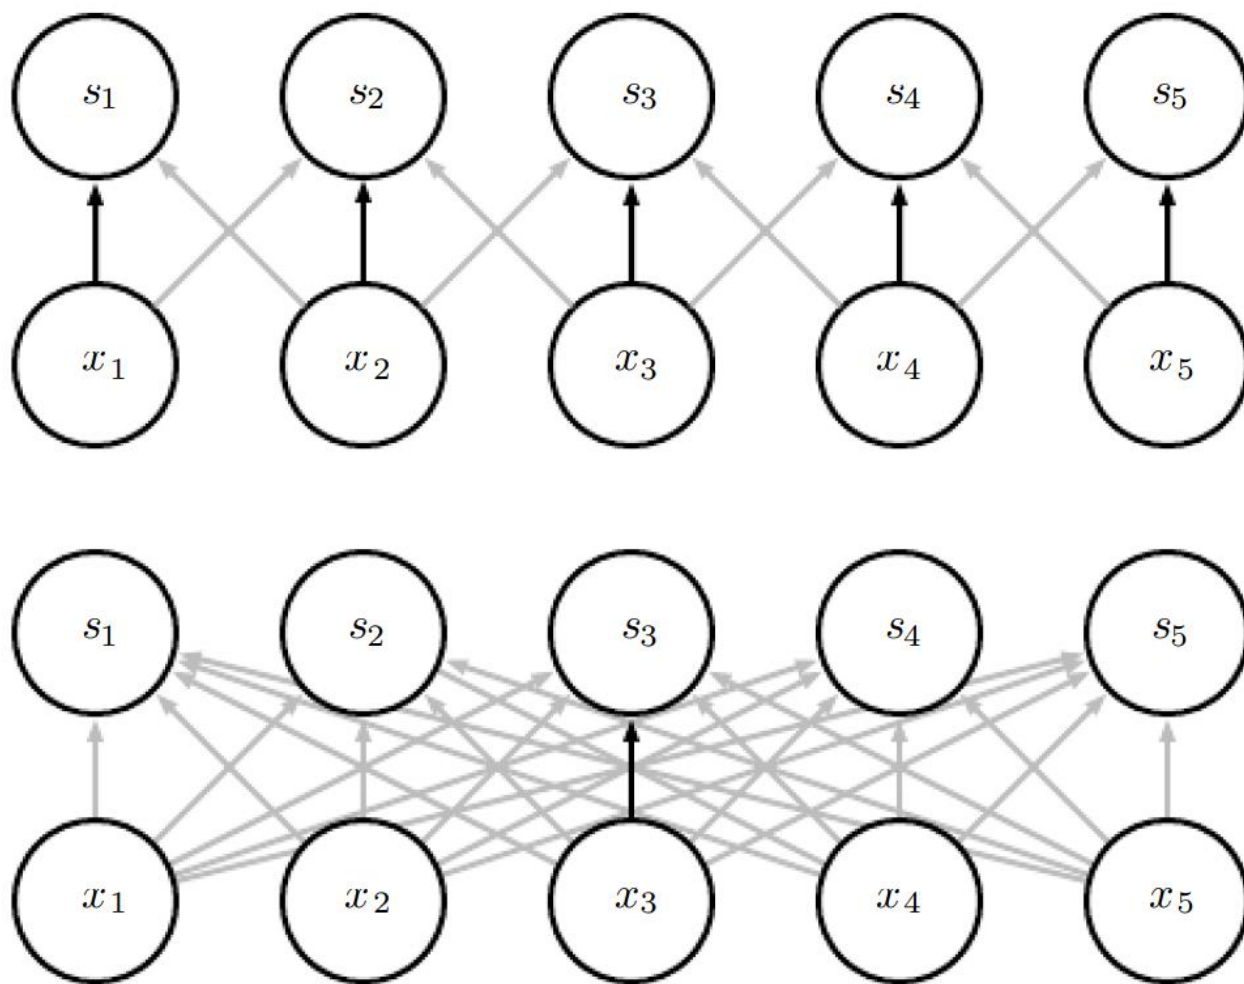 s₁ s₂ s₃ s₄ s₅
x₁ x₂ x₃ x₄ x₅
s₁ s₂ s₃ s₄ s₅
x₁ x₂ x₃ x₄ x₅